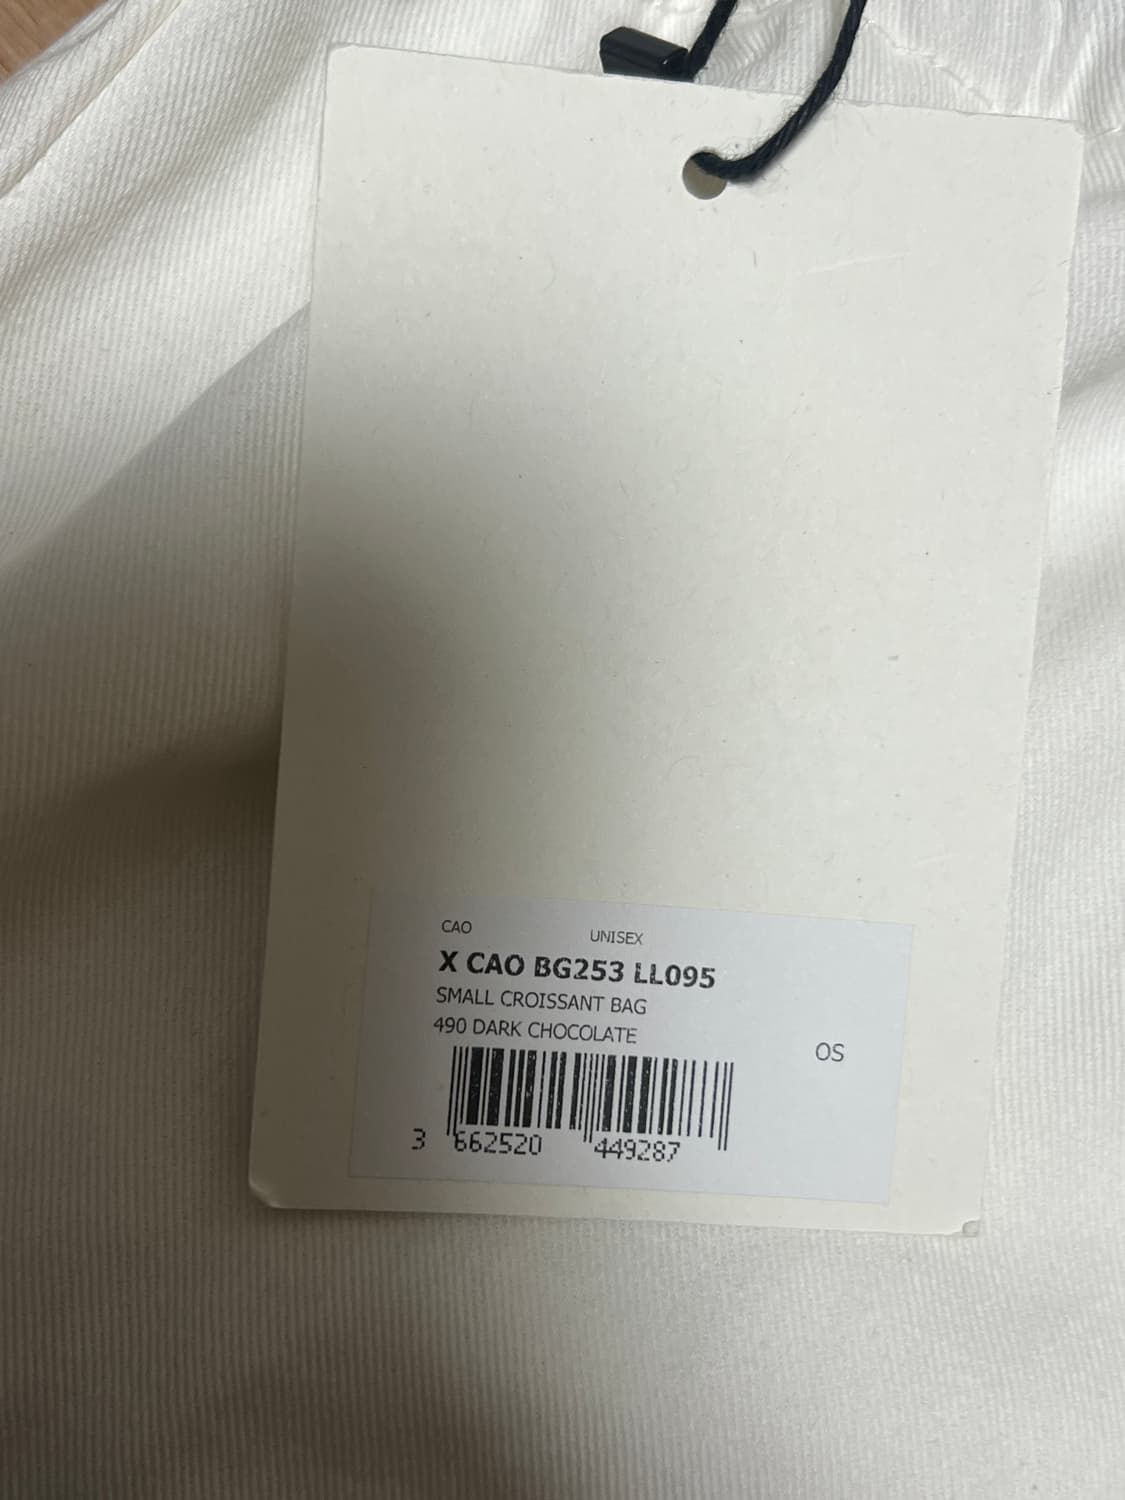 CAO UNISEX
X CAO BG253 LL095
SMALL CROISSANT BAG
490 DARK CHOCOLATE
OS
3 662520 449287